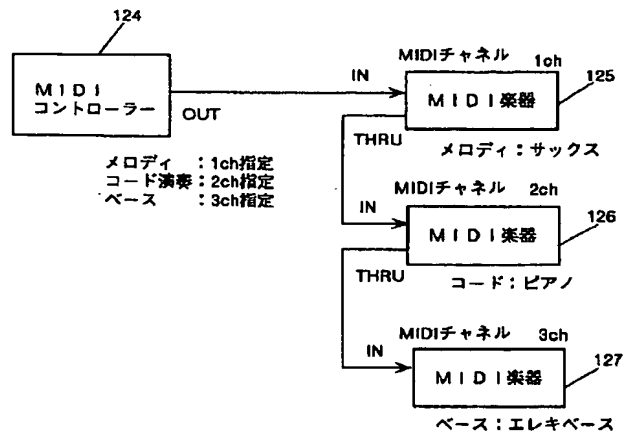 124
MIDI
コントローラー
OUT
メロディ :1ch指定
コード演奏:2ch指定
ベース :3ch指定
MIDIチャネル 1ch
IN
MIDI楽器
125
THRU
メロディ:サックス
MIDIチャネル 2ch
IN
MIDI楽器
126
THRU
コード:ピアノ
MIDIチャネル 3ch
IN
MIDI楽器
127
ベース:エレキベース